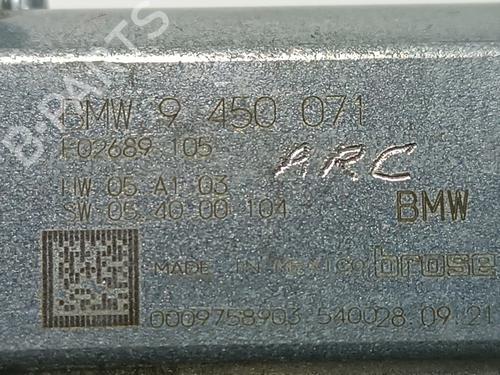 BMW 9 450 071
F02689 105
ARC
HW 05 A1 03
SW 05 40 00 104
BMW
MADE IN MEXICO brose
0009758903 540028 09 21
B-PARTS